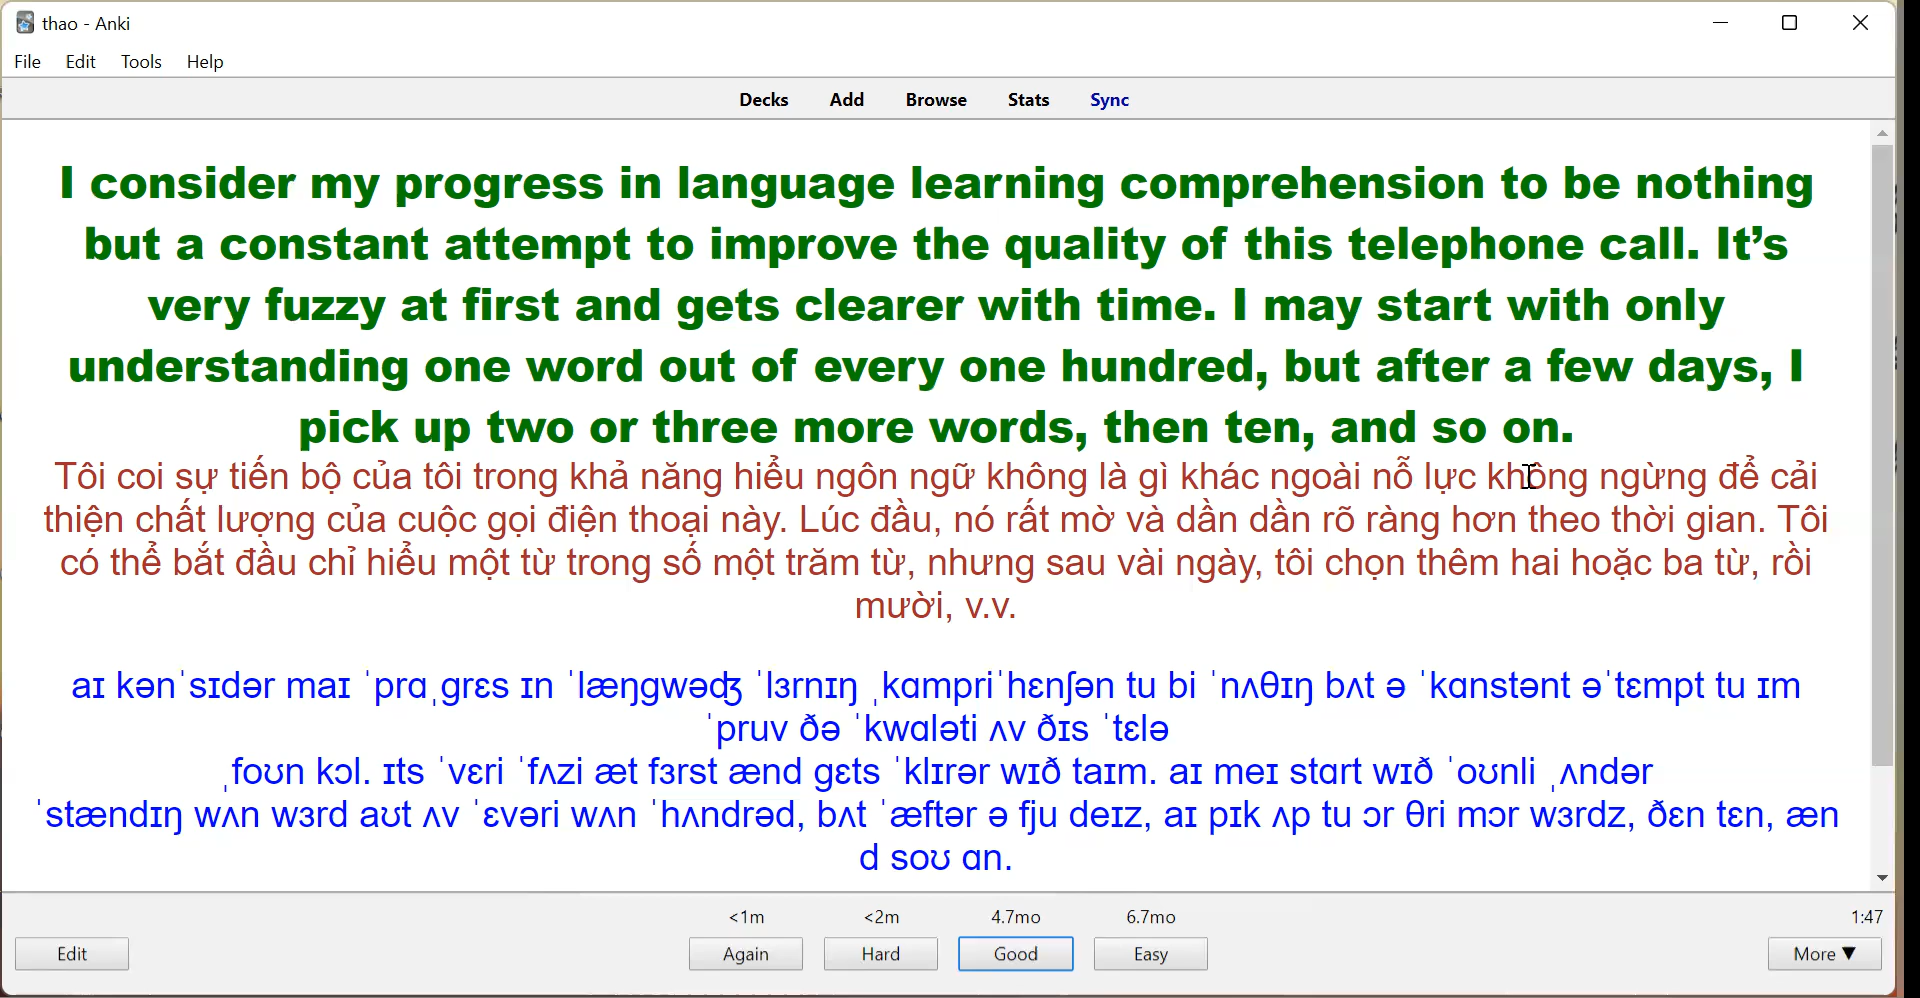 thao - Anki
File Edit Tools Help
Decks Add Browse Stats Sync
I consider my progress in language learning comprehension to be nothing
but a constant attempt to improve the quality of this telephone call. It’s
very fuzzy at first and gets clearer with time. I may start with only
understanding one word out of every one hundred, but after a few days, I
pick up two or three more words, then ten, and so on.
Tôi coi sự tiến bộ của tôi trong khả năng hiểu ngôn ngữ không là gì khác ngoài nỗ lực không ngừng để cải
thiện chất lượng của cuộc gọi điện thoại này. Lúc đầu, nó rất mờ và dần dần rõ ràng hơn theo thời gian. Tôi
có thể bắt đầu chỉ hiểu một từ trong số một trăm từ, nhưng sau vài ngày, tôi chọn thêm hai hoặc ba từ, rồi
mười, v.v.
aɪ kənˈsɪdər maɪ ˈprɑˌgrɛs ɪn ˈlæŋgwəʤ ˈlɜrnɪŋ ˌkɑmpriˈhɛnʃən tu bi ˈnʌθɪŋ bʌt ə ˈkɑnstənt əˈtɛmpt tu ɪm
ˈpruv ðə ˈkwɑləti ʌv ðɪs ˈtɛlə
ˌfoʊn kɔl. ɪts ˈvɛri ˈfʌzi æt fɜrst ænd gɛts ˈklɪrər wɪð taɪm. aɪ meɪ stɑrt wɪð ˈoʊnli ˌʌndər
ˈstændɪŋ wʌn wɜrd aʊt ʌv ˈɛvəri wʌn ˈhʌndrəd, bʌt ˈæftər ə fju deɪz, aɪ pɪk ʌp tu ɔr θri mɔr wɜrdz, ðɛn tɛn, æn
d soʊ ɑn.
<1m <2m 4.7mo 6.7mo 1:47
Edit Again Hard Good Easy More ▼